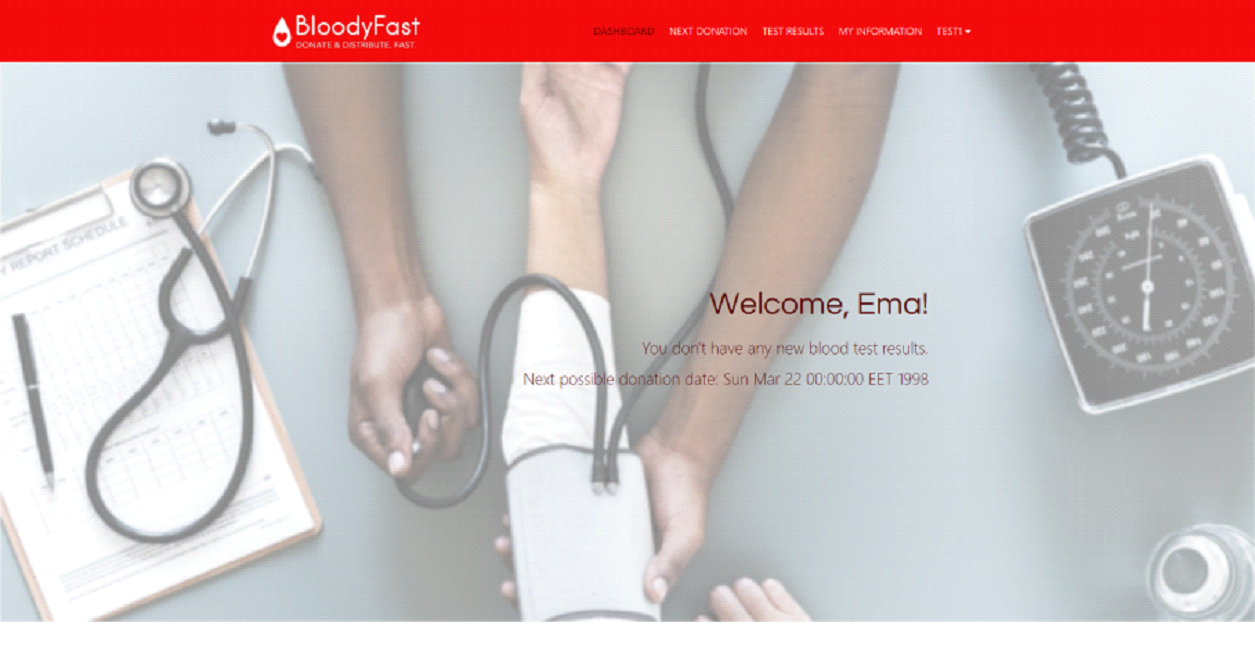 BloodyFast
DONATE & DISTRIBUTE. FAST.
DASHBOARD NEXT DONATION TEST RESULTS MY INFORMATION TEST1
Y REPORT SCHEDULE
Welcome, Ema!
You don't have any new blood test results.
Next possible donation date: Sun Mar 22 00:00:00 EET 1998